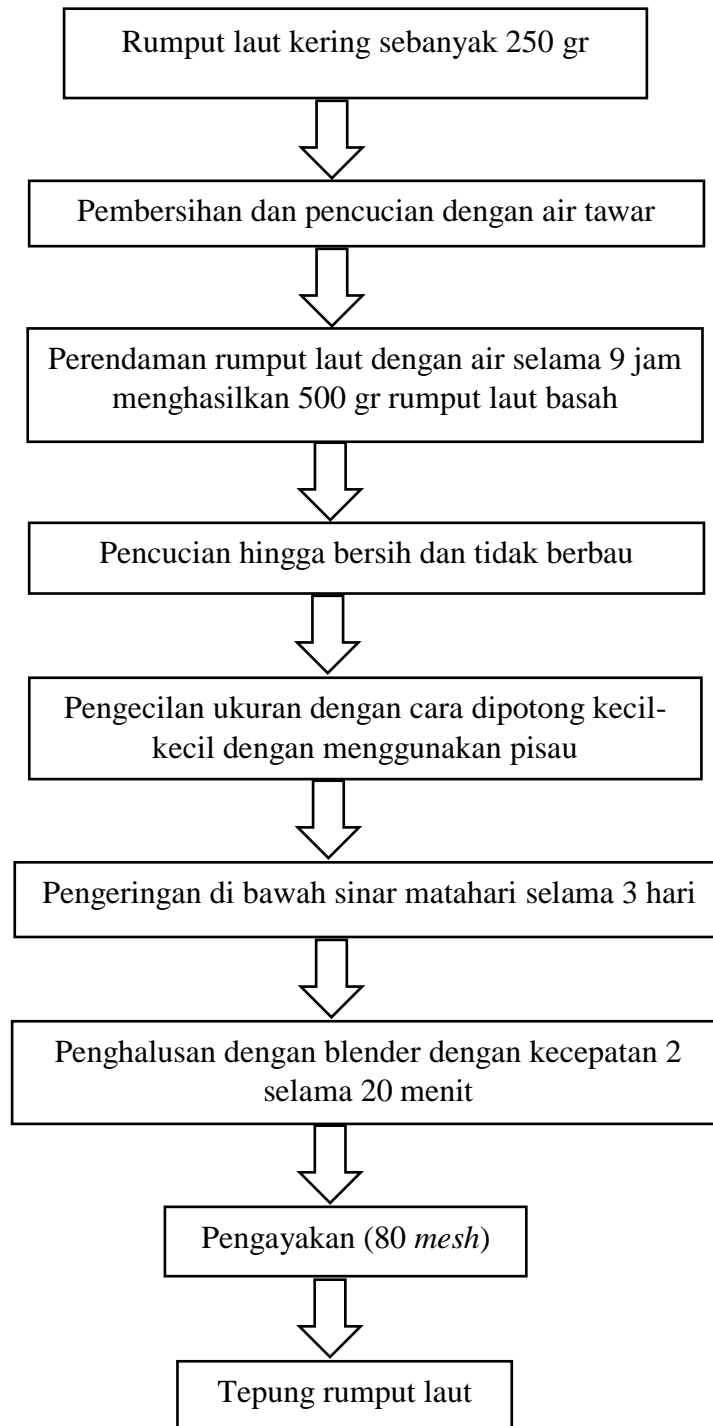 Rumput laut kering sebanyak 250 gr
Pembersihan dan pencucian dengan air tawar
Perendaman rumput laut dengan air selama 9 jam
menghasilkan 500 gr rumput laut basah
Pencucian hingga bersih dan tidak berbau
Pengecilan ukuran dengan cara dipotong kecil-
kecil dengan menggunakan pisau
Pengeringan di bawah sinar matahari selama 3 hari
Penghalusan dengan blender dengan kecepatan 2
selama 20 menit
Pengayakan (80 mesh)
Tepung rumput laut